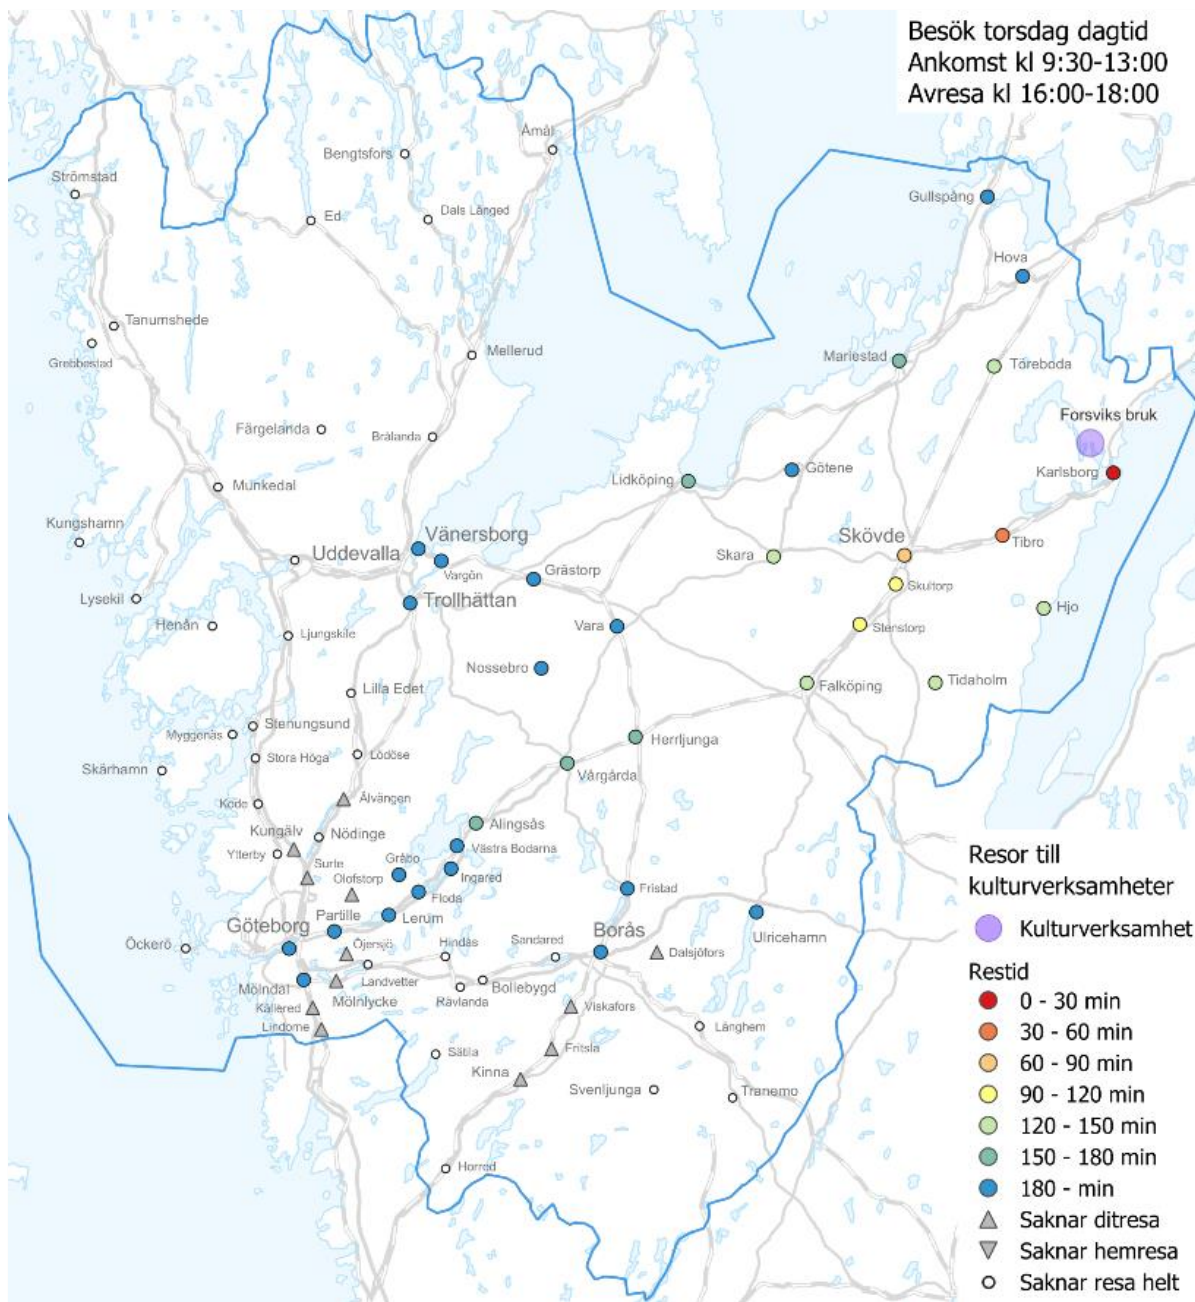 Besök torsdag dagtid
Ankomst kl 9:30-13:00
Avresa kl 16:00-18:00
Åmål
Bengtsfors
Strömstad
Gullspång
Ed
Dals Långed
Hova
Tanumshede
Grebbestad
Mellerud
Mariestad
Töreboda
Forsviks bruk
Färgelanda
Brålanda
Karlsborg
Lidköping
Götene
Munkedal
Kungshamn
Vänersborg
Skövde
Tibro
Uddevalla
Skara
Vargön
Grästorp
Skultorp
Lysekil
Trollhättan
Hjo
Henån
Ljungskile
Vara
Stenstorp
Nossebro
Lilla Edet
Falköping
Tidaholm
Stenungsund
Myggenäs
Herrljunga
Stora Höga
Lödöse
Skärhamn
Vårgårda
Kode
Älvängen
Alingsås
Kungälv
Nödinge
Västra Bodarna
Ytterby
Surte
Gråbo
Ingared
Olofstorp
Floda
Fristad
Partille
Lerum
Göteborg
Borås
Ulricehamn
Öckerö
Öjersjö
Hindås
Sandared
Dalsjöfors
Landvetter
Mölndal
Mölnlycke
Rävlanda
Bollebygd
Kållered
Viskafors
Lindome
Länghem
Sätila
Fritsla
Kinna
Svenljunga
Tranemo
Horred
Resor till
kulturverksamheter
Kulturverksamhet
Restid
0 - 30 min
30 - 60 min
60 - 90 min
90 - 120 min
120 - 150 min
150 - 180 min
180 - min
Saknar ditresa
Saknar hemresa
Saknar resa helt